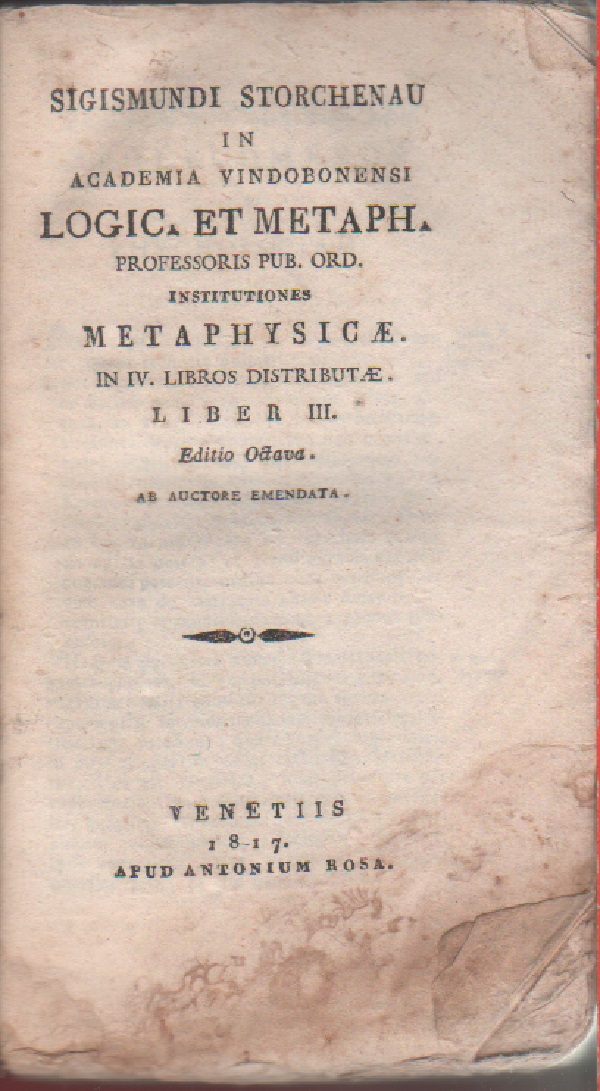 SIGISMUNDI STORCHENAU
IN
ACADEMIA VINDOBONENSI
LOGIC. ET METAPH.
PROFESSORIS PUB. ORD.
INSTITUTIONES
METAPHYSICÆ.
IN IV. LIBROS DISTRIBUTÆ.
LIBER III.
Editio Octava.
AB AUCTORE EMENDATA.
VENETIIS
1817.
APUD ANTONIUM ROSA.